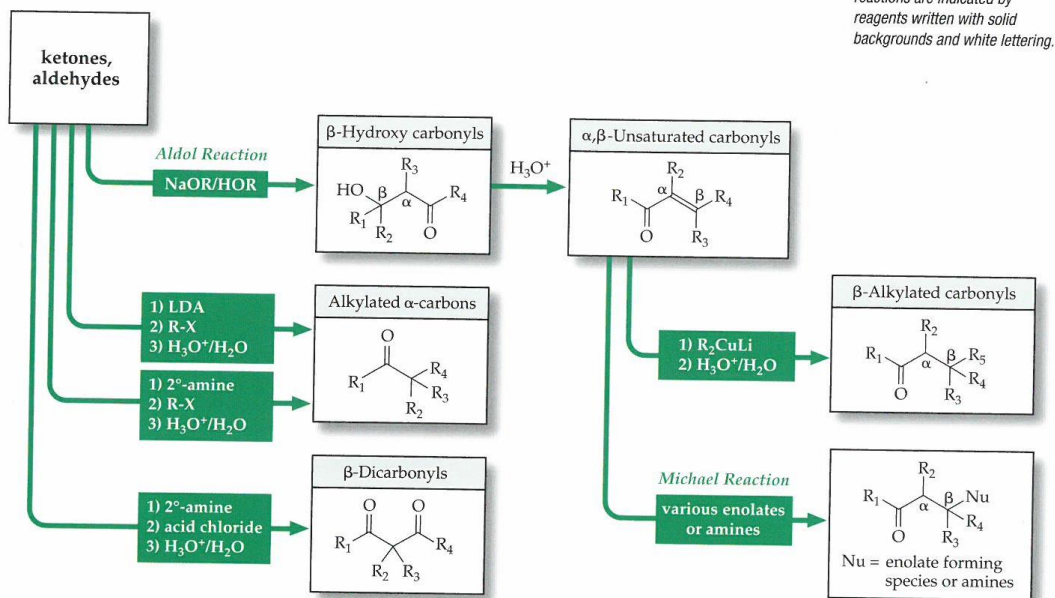 reactions are indicated by
reagents written with solid
backgrounds and white lettering.
ketones,
aldehydes
Aldol Reaction
NaOR/HOR
β-Hydroxy carbonyls
R₃
HO
β
R₄
α
R₁
R₂
O
H₃O⁺
α,β-Unsaturated carbonyls
R₂
α
β
R₁
R₄
O
R₃
1) LDA
2) R-X
3) H₃O⁺/H₂O
1) 2°-amine
2) R-X
3) H₃O⁺/H₂O
Alkylated α-carbons
O
R₄
R₁
R₃
R₂
1) R₂CuLi
2) H₃O⁺/H₂O
β-Alkylated carbonyls
R₂
R₁
β
R₅
α
R₄
O
R₃
1) 2°-amine
2) acid chloride
3) H₃O⁺/H₂O
β-Dicarbonyls
O O
R₁ R₄
R₂ R₃
Michael Reaction
various enolates
or amines
R₂
R₁
β
Nu
α
R₄
O
R₃
Nu = enolate forming
species or amines